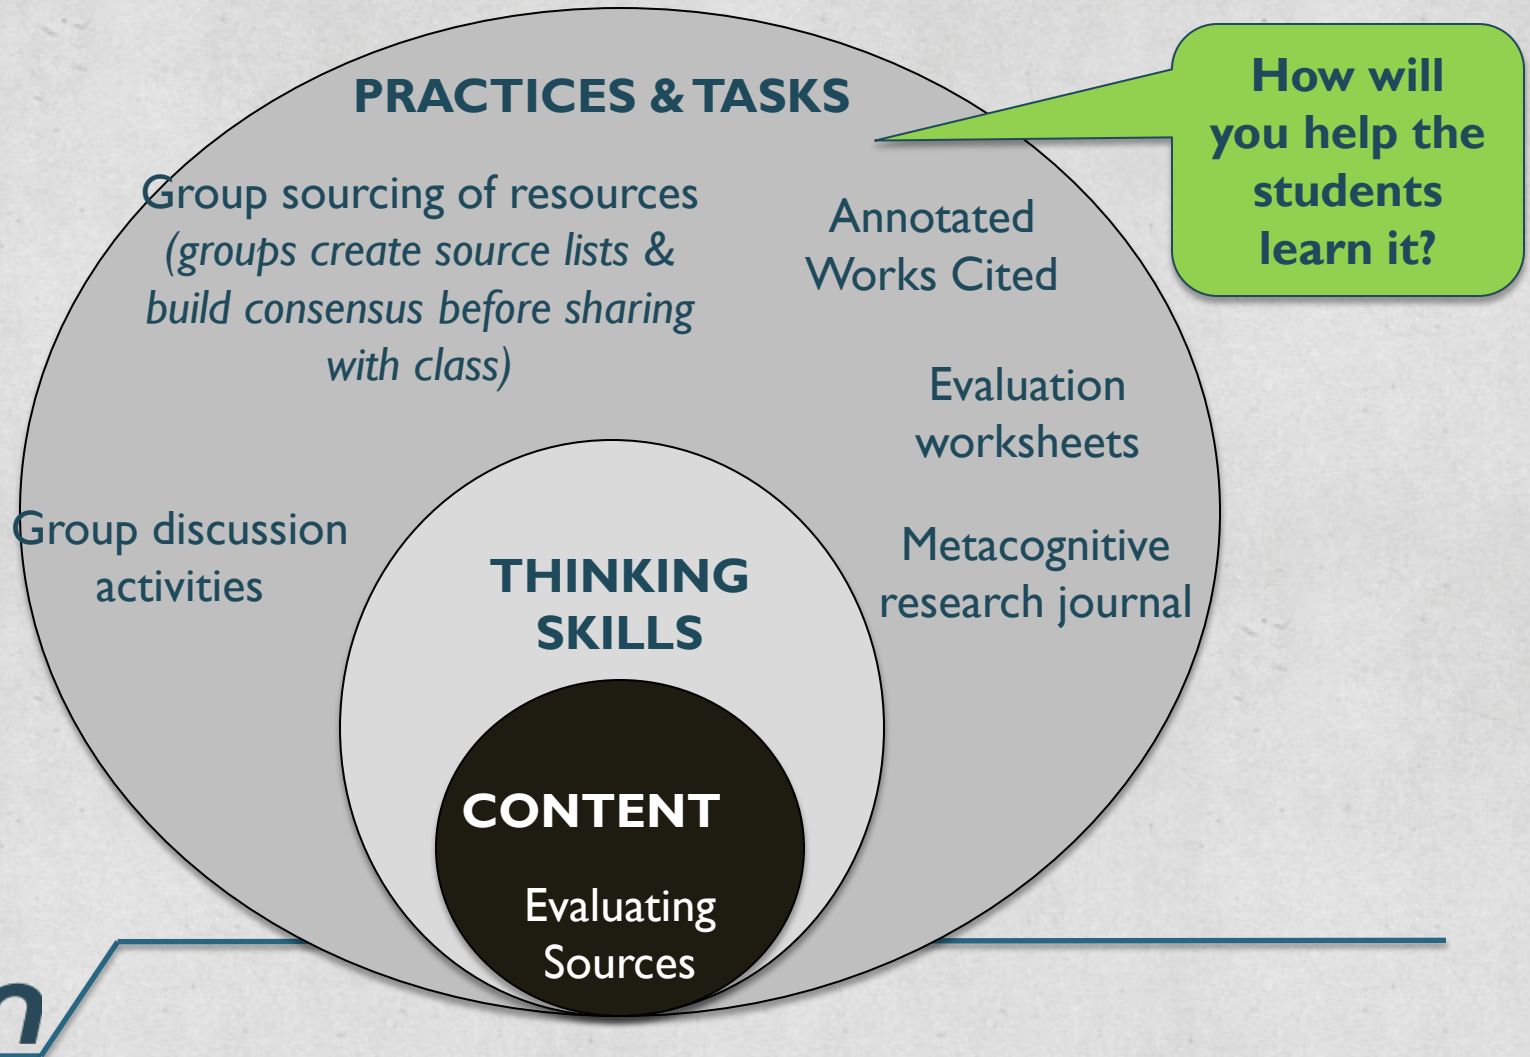 PRACTICES & TASKS
Group sourcing of resources
(groups create source lists &
build consensus before sharing
with class)
Annotated
Works Cited
How will
you help the
students
learn it?
Evaluation
worksheets
Group discussion
activities
Metacognitive
research journal
THINKING
SKILLS
CONTENT
Evaluating
Sources
n